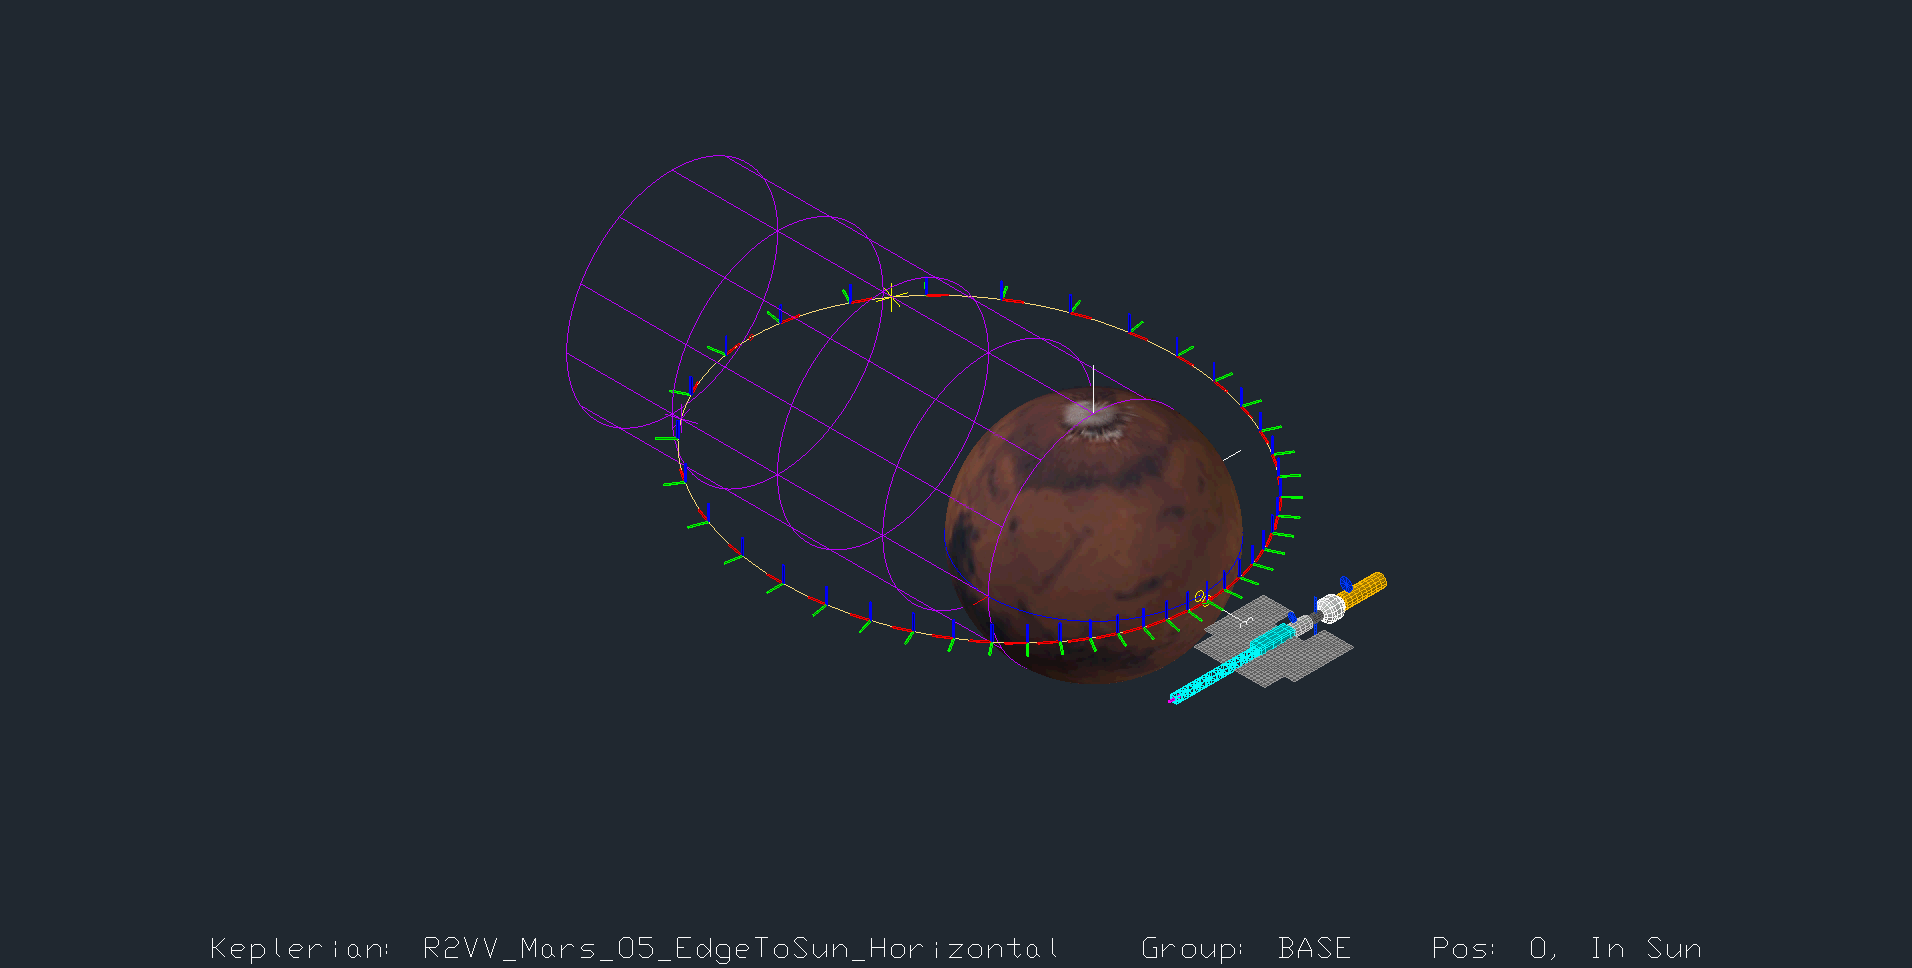 Keplerian: R2VV_Mars_05_EdgeToSun_Horizontal Group: BASE Pos: 0, In Sun